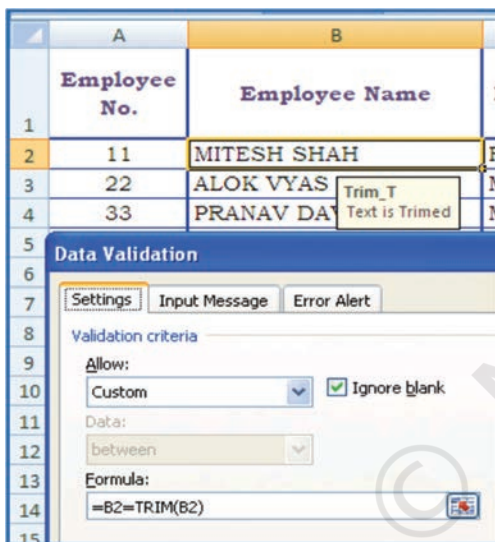 A B
Employee No. Employee Name
1
2 11 MITESH SHAH
3 22 ALOK VYAS
4 33 PRANAV DA
Trim_T
Text is Trimed
5
6
7
8
9
10
11
12
13
14
15
Data Validation
Settings Input Message Error Alert
Validation criteria
Allow:
Custom Ignore blank
Data:
between
Formula:
=B2=TRIM(B2)
©